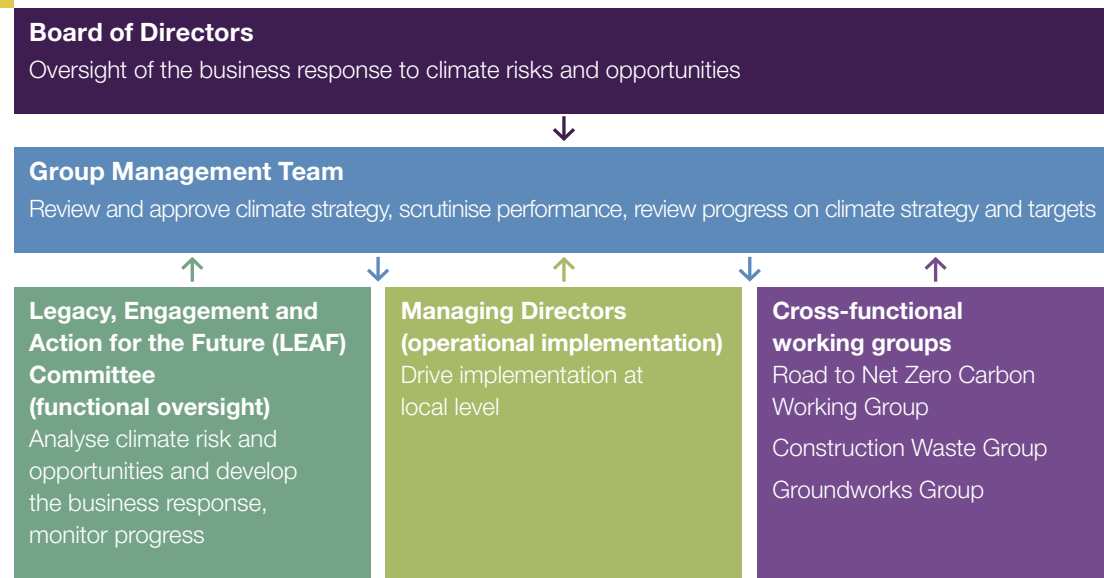 Board of Directors
Oversight of the business response to climate risks and opportunities
Group Management Team
Review and approve climate strategy, scrutinise performance, review progress on climate strategy and targets
Legacy, Engagement and
Action for the Future (LEAF)
Committee
(functional oversight)
Analyse climate risk and
opportunities and develop
the business response,
monitor progress
Managing Directors
(operational implementation)
Drive implementation at
local level
Cross-functional
working groups
Road to Net Zero Carbon
Working Group
Construction Waste Group
Groundworks Group